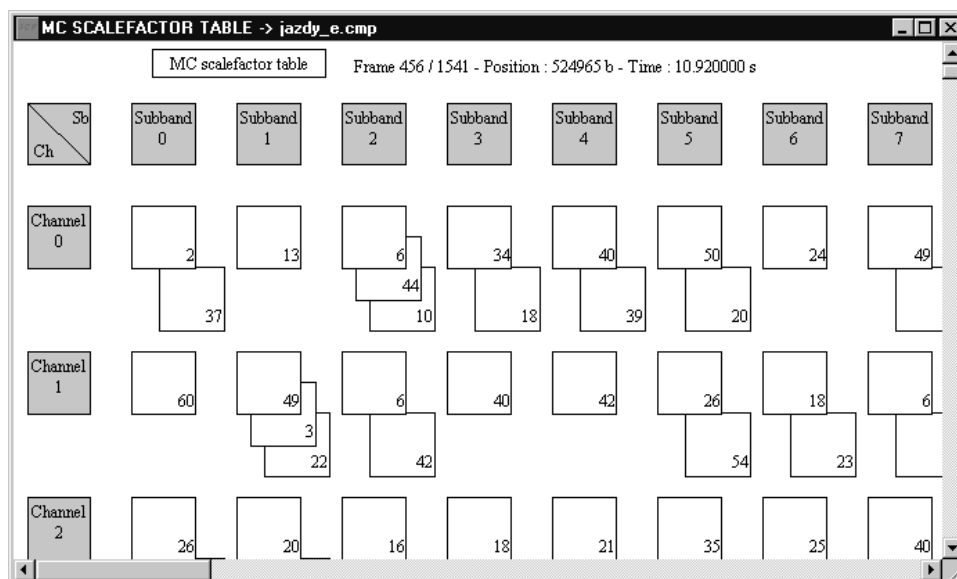 MC SCALEFACTOR TABLE -> jazdy_e.cmp
MC scalefactor table Frame 456 / 1541 - Position : 524965 b - Time : 10.920000 s
Sb Subband Subband Subband Subband Subband Subband Subband Subband
Ch 0 1 2 3 4 5 6 7
Channel
0
2 13 6 34 40 50 24 49
44
37 10 18 39 20
Channel
1
60 49 6 40 42 26 18 6
3
22 42 54 23
Channel
2
26 20 16 18 21 35 25 40